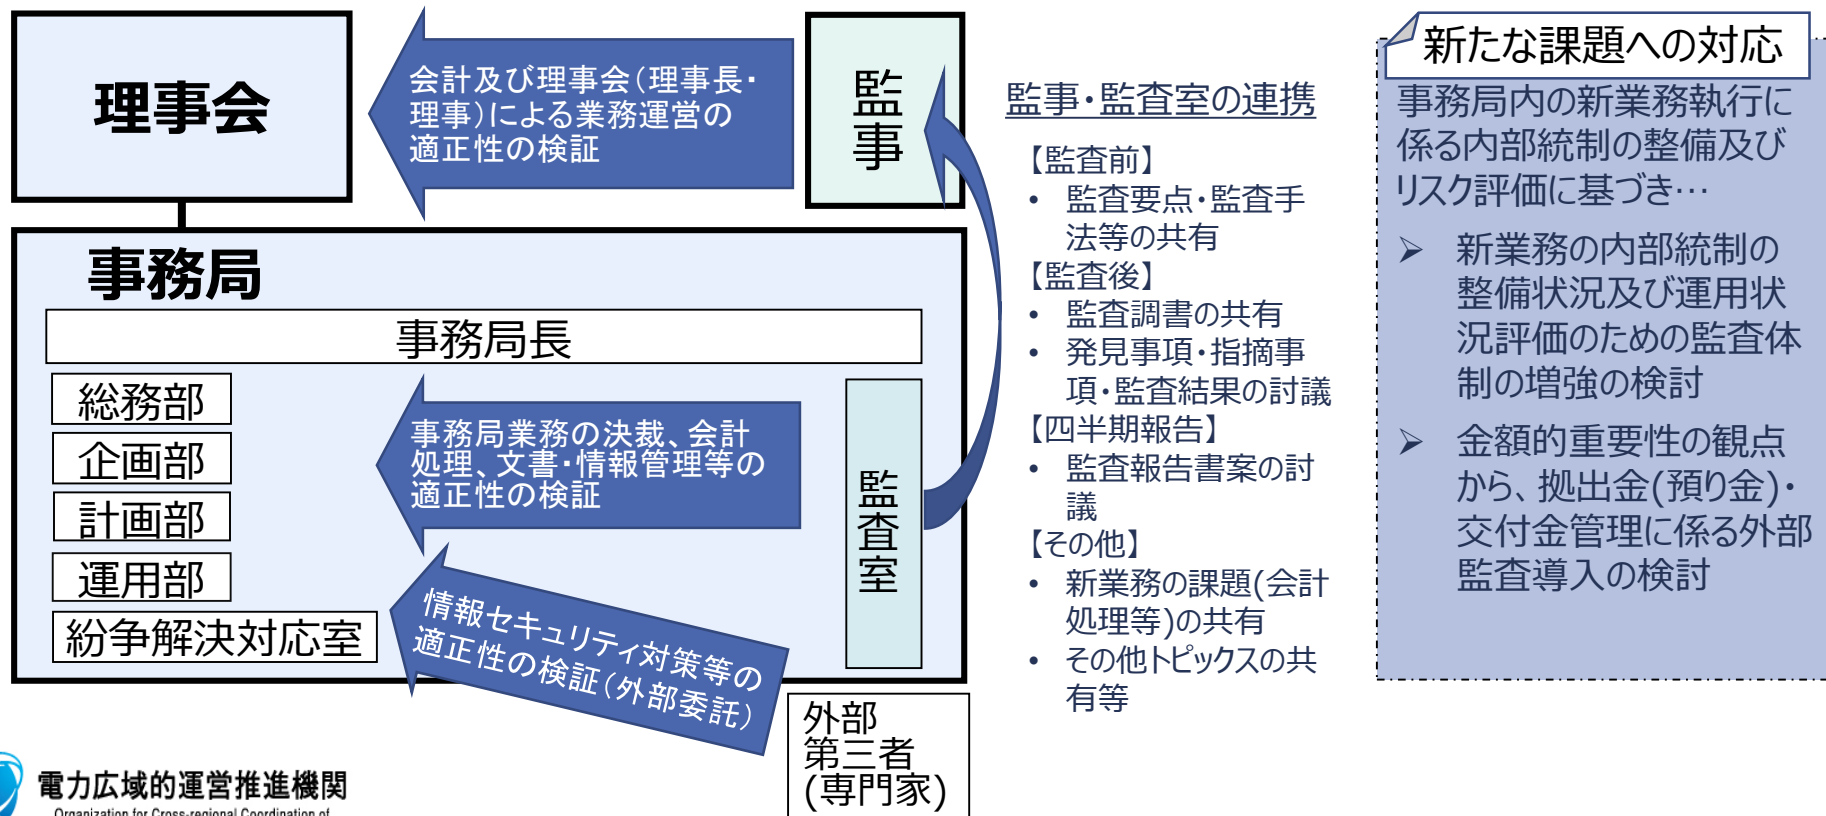 理事会
会計及び理事会（理事長・
理事）による業務運営の
適正性の検証
監事
事務局
事務局長
総務部
企画部
計画部
運用部
紛争解決対応室
事務局業務の決裁、会計
処理、文書・情報管理等の
適正性の検証
監査室
情報セキュリティ対策等の
適正性の検証（外部委託）
外部
第三者
(専門家)
監事・監査室の連携
【監査前】
• 監査要点・監査手
法等の共有
【監査後】
• 監査調書の共有
• 発見事項・指摘事
項・監査結果の討議
【四半期報告】
• 監査報告書案の討
議
【その他】
• 新業務の課題(会計
処理等)の共有
• その他トピックスの共
有等
新たな課題への対応
事務局内の新業務執行に
係る内部統制の整備及び
リスク評価に基づき…
➢ 新業務の内部統制の
整備状況及び運用状
況評価のための監査体
制の増強の検討
➢ 金額的重要性の観点
から、拠出金(預り金)・
交付金管理に係る外部
監査導入の検討
電力広域的運営推進機関
Organization for Cross-regional Coordination of